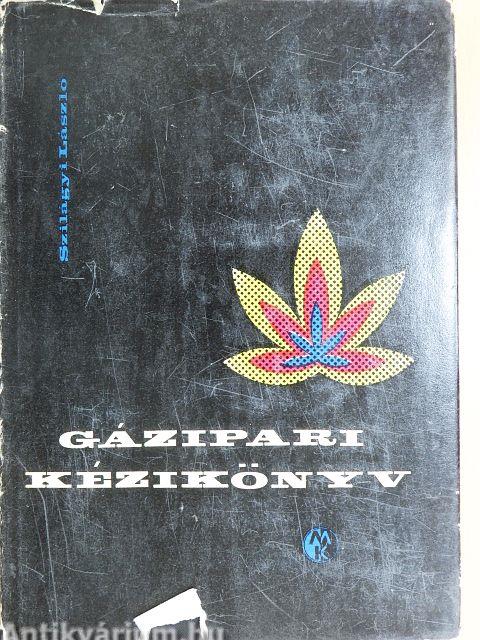 Szilágyi László
GÁZIPARI
KÉZIKÖNYV
MK
Antikvárium.hu